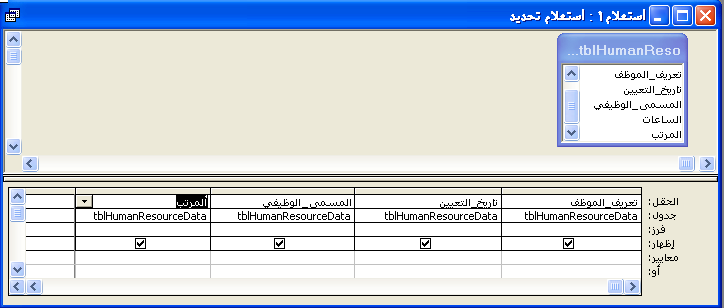 استعلام١ : استعلام تحديد
tblHumanReso...
تعريف_الموظف
تاريخ_التعيين
المسمى_الوظيفي
الساعات
المرتب
الحقل: تعريف_الموظف تاريخ_التعيين المسمى_الوظيفي المرتب
جدول: tblHumanResourceData tblHumanResourceData tblHumanResourceData tblHumanResourceData
فرز:
إظهار:
معايير:
أو: